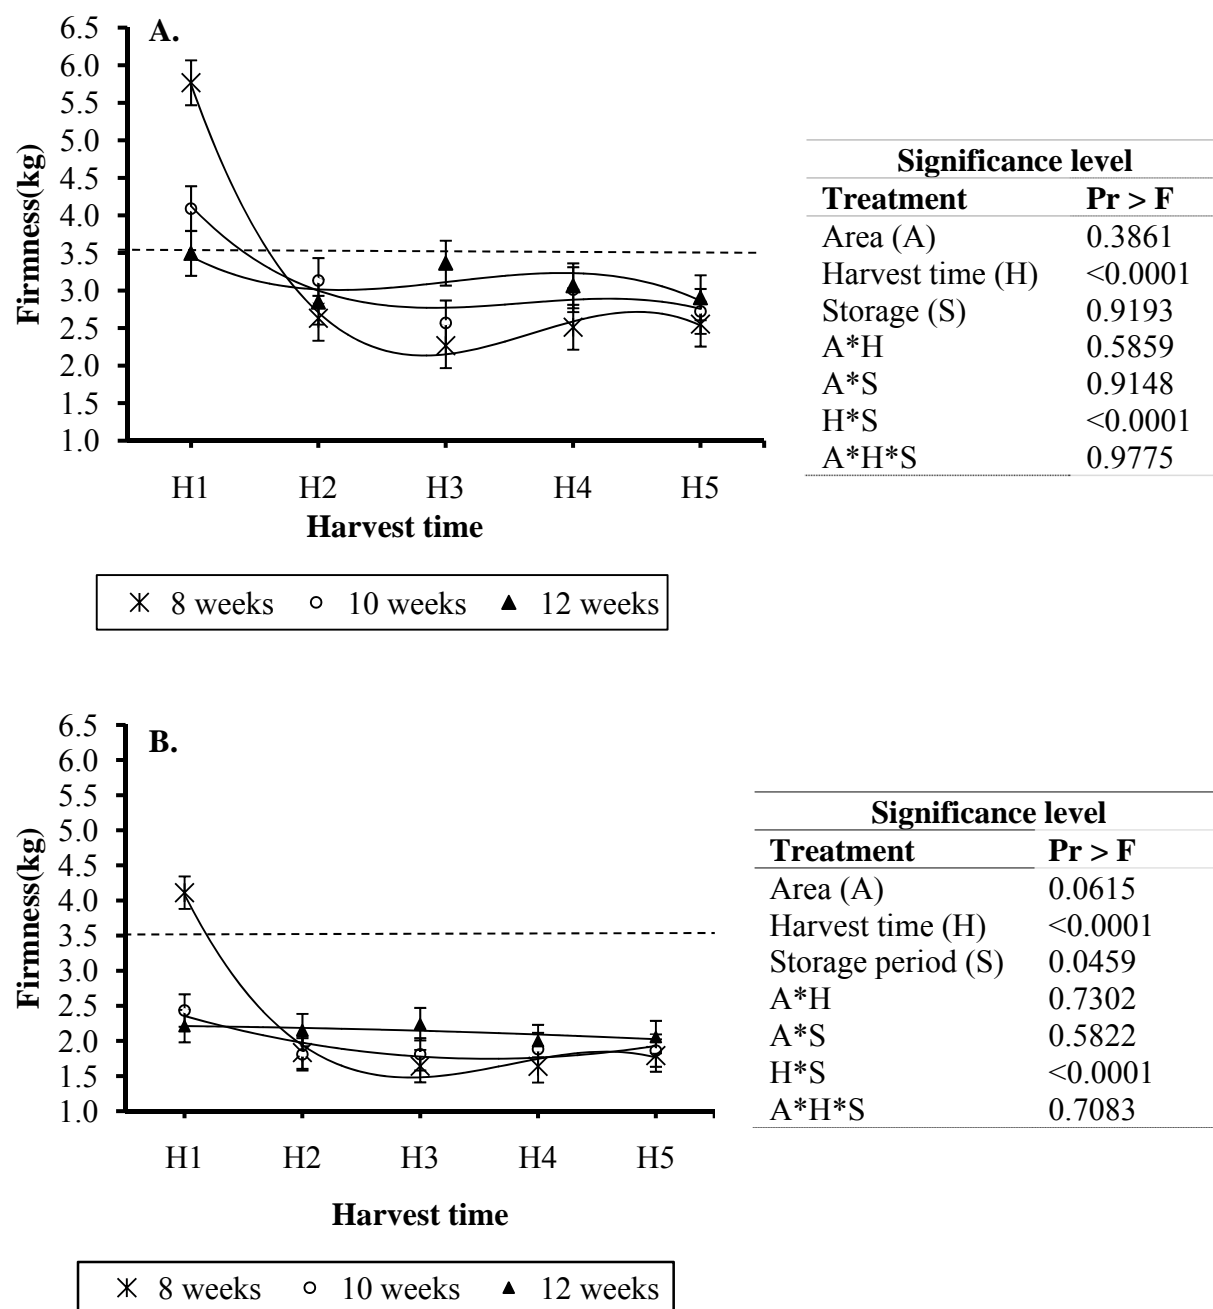 A.
6.5
6.0
5.5
5.0
4.5
4.0
3.5
3.0
2.5
2.0
1.5
1.0
Firmness(kg)
H1 H2 H3 H4 H5
Harvest time
8 weeks 10 weeks 12 weeks
Significance level
Treatment Pr > F
Area (A) 0.3861
Harvest time (H) <0.0001
Storage (S) 0.9193
A*H 0.5859
A*S 0.9148
H*S <0.0001
A*H*S 0.9775
B.
6.5
6.0
5.5
5.0
4.5
4.0
3.5
3.0
2.5
2.0
1.5
1.0
Firmness(kg)
H1 H2 H3 H4 H5
Harvest time
8 weeks 10 weeks 12 weeks
Significance level
Treatment Pr > F
Area (A) 0.0615
Harvest time (H) <0.0001
Storage period (S) 0.0459
A*H 0.7302
A*S 0.5822
H*S <0.0001
A*H*S 0.7083